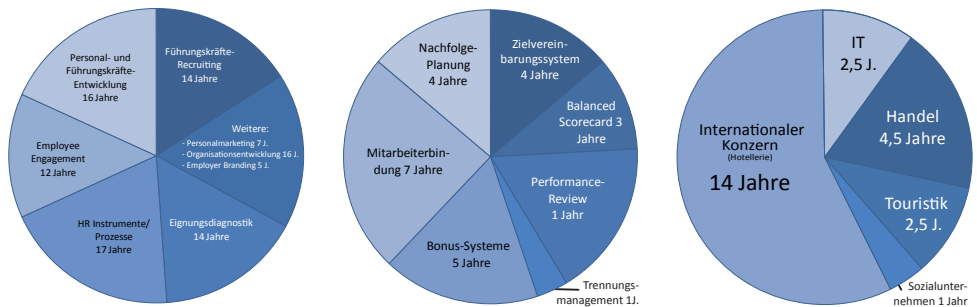 Führungskräfte-
Recruiting
14 Jahre
Weitere:
- Personalmarketing 7 J.
- Organisationsentwicklung 16 J.
- Employer Branding 5 J.
Eignungsdiagnostik
14 Jahre
HR Instrumente/
Prozesse
17 Jahre
Employee
Engagement
12 Jahre
Personal- und
Führungskräfte-
Entwicklung
16 Jahre
Zielverein-
barungssystem
4 Jahre
Balanced
Scorecard 3
Jahre
Performance-
Review
1 Jahr
Trennungs-
management 1J.
Bonus-Systeme
5 Jahre
Mitarbeiterbin-
dung 7 Jahre
Nachfolge-
Planung
4 Jahre
IT
2,5 J.
Handel
4,5 Jahre
Touristik
2,5 J.
Sozialunter-
nehmen 1 Jahr
Internationaler
Konzern
(Hotellerie)
14 Jahre